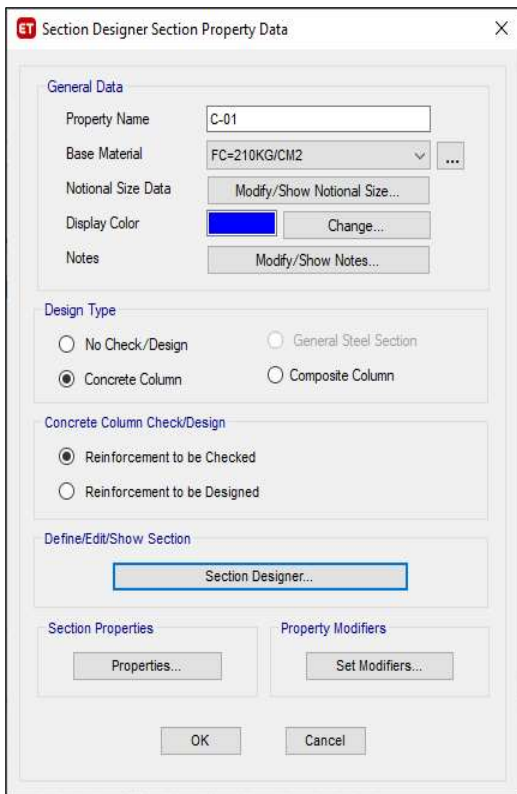 ET Section Designer Section Property Data
General Data
Property Name C-01
Base Material FC=210KG/CM2 ...
Notional Size Data Modify/Show Notional Size...
Display Color Change...
Notes Modify/Show Notes...
Design Type
No Check/Design General Steel Section
Concrete Column Composite Column
Concrete Column Check/Design
Reinforcement to be Checked
Reinforcement to be Designed
Define/Edit/Show Section
Section Designer...
Section Properties Property Modifiers
Properties... Set Modifiers...
OK Cancel